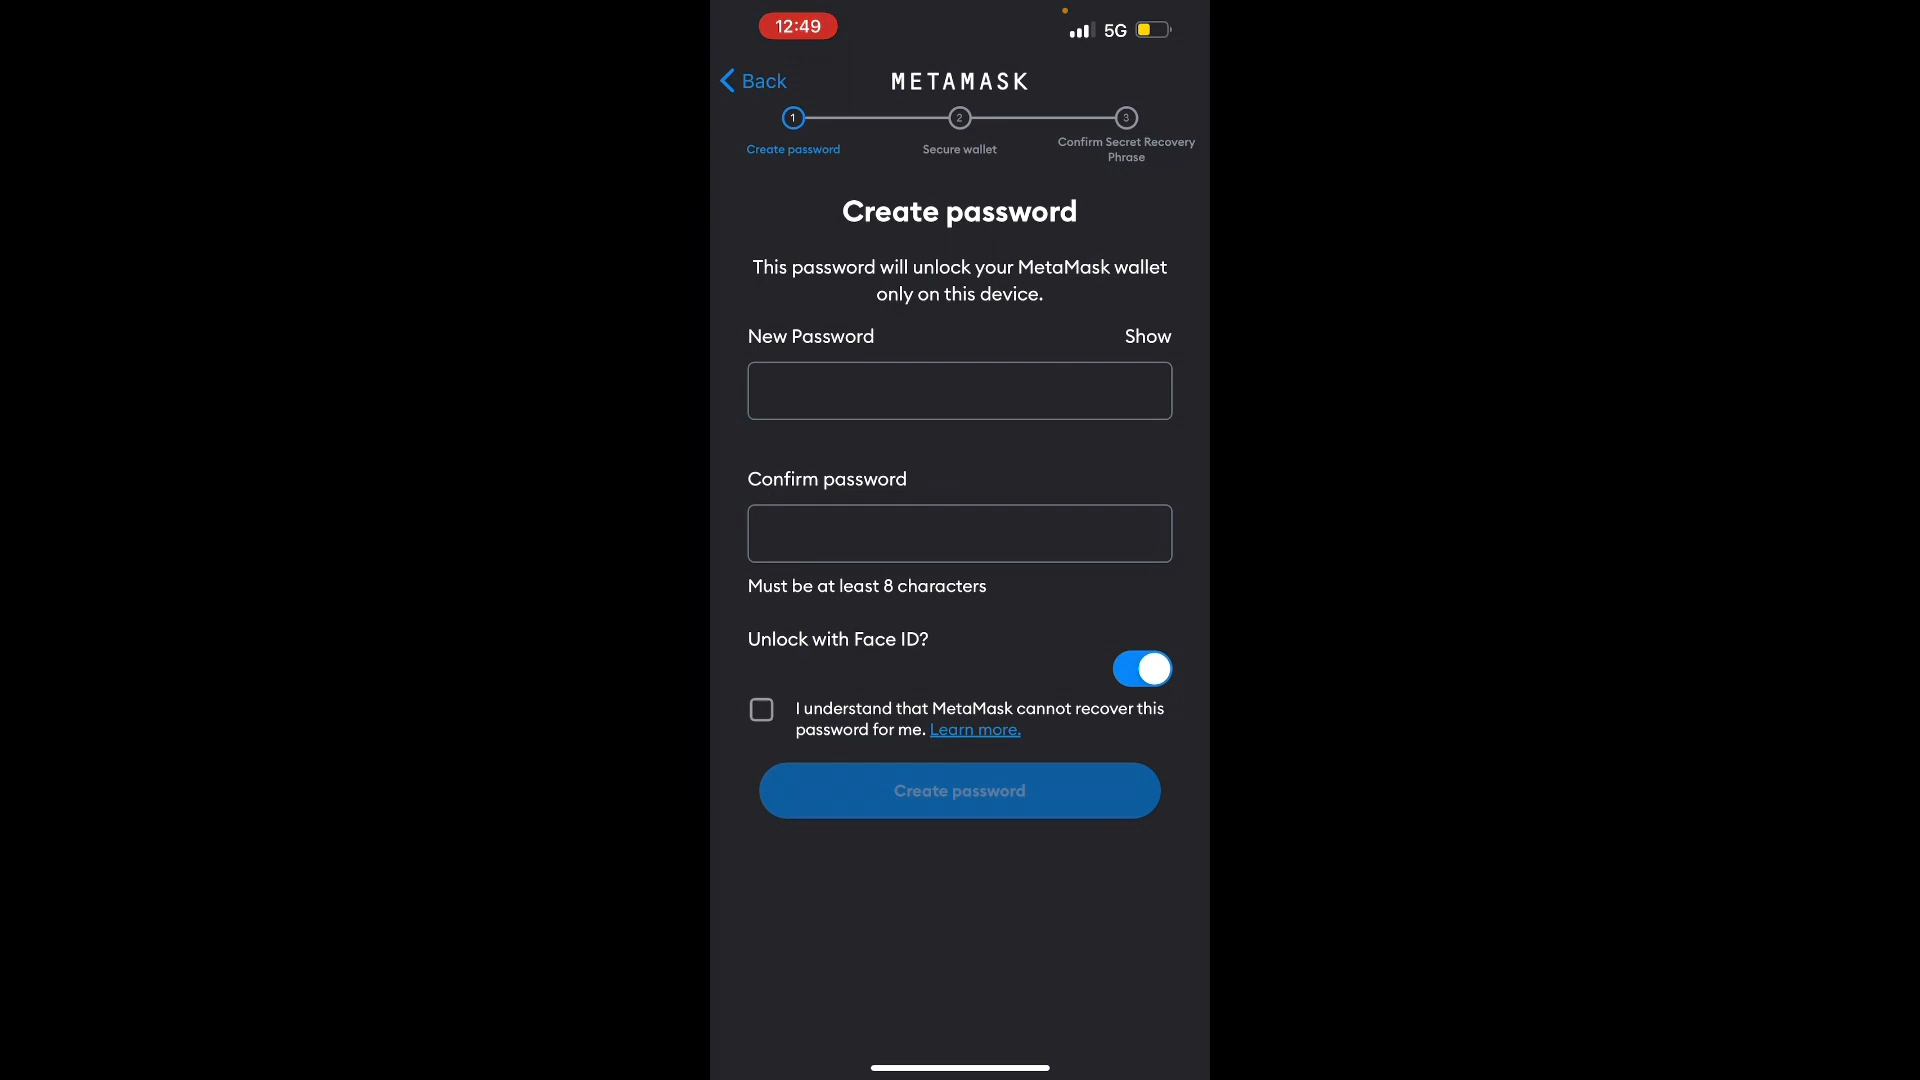 12:49
5G
Back
METAMASK
1
2
3
Create password
Secure wallet
Confirm Secret Recovery
Phrase
Create password
This password will unlock your MetaMask wallet
only on this device.
New Password
Show
Confirm password
Must be at least 8 characters
Unlock with Face ID?
I understand that MetaMask cannot recover this
password for me. Learn more.
Create password